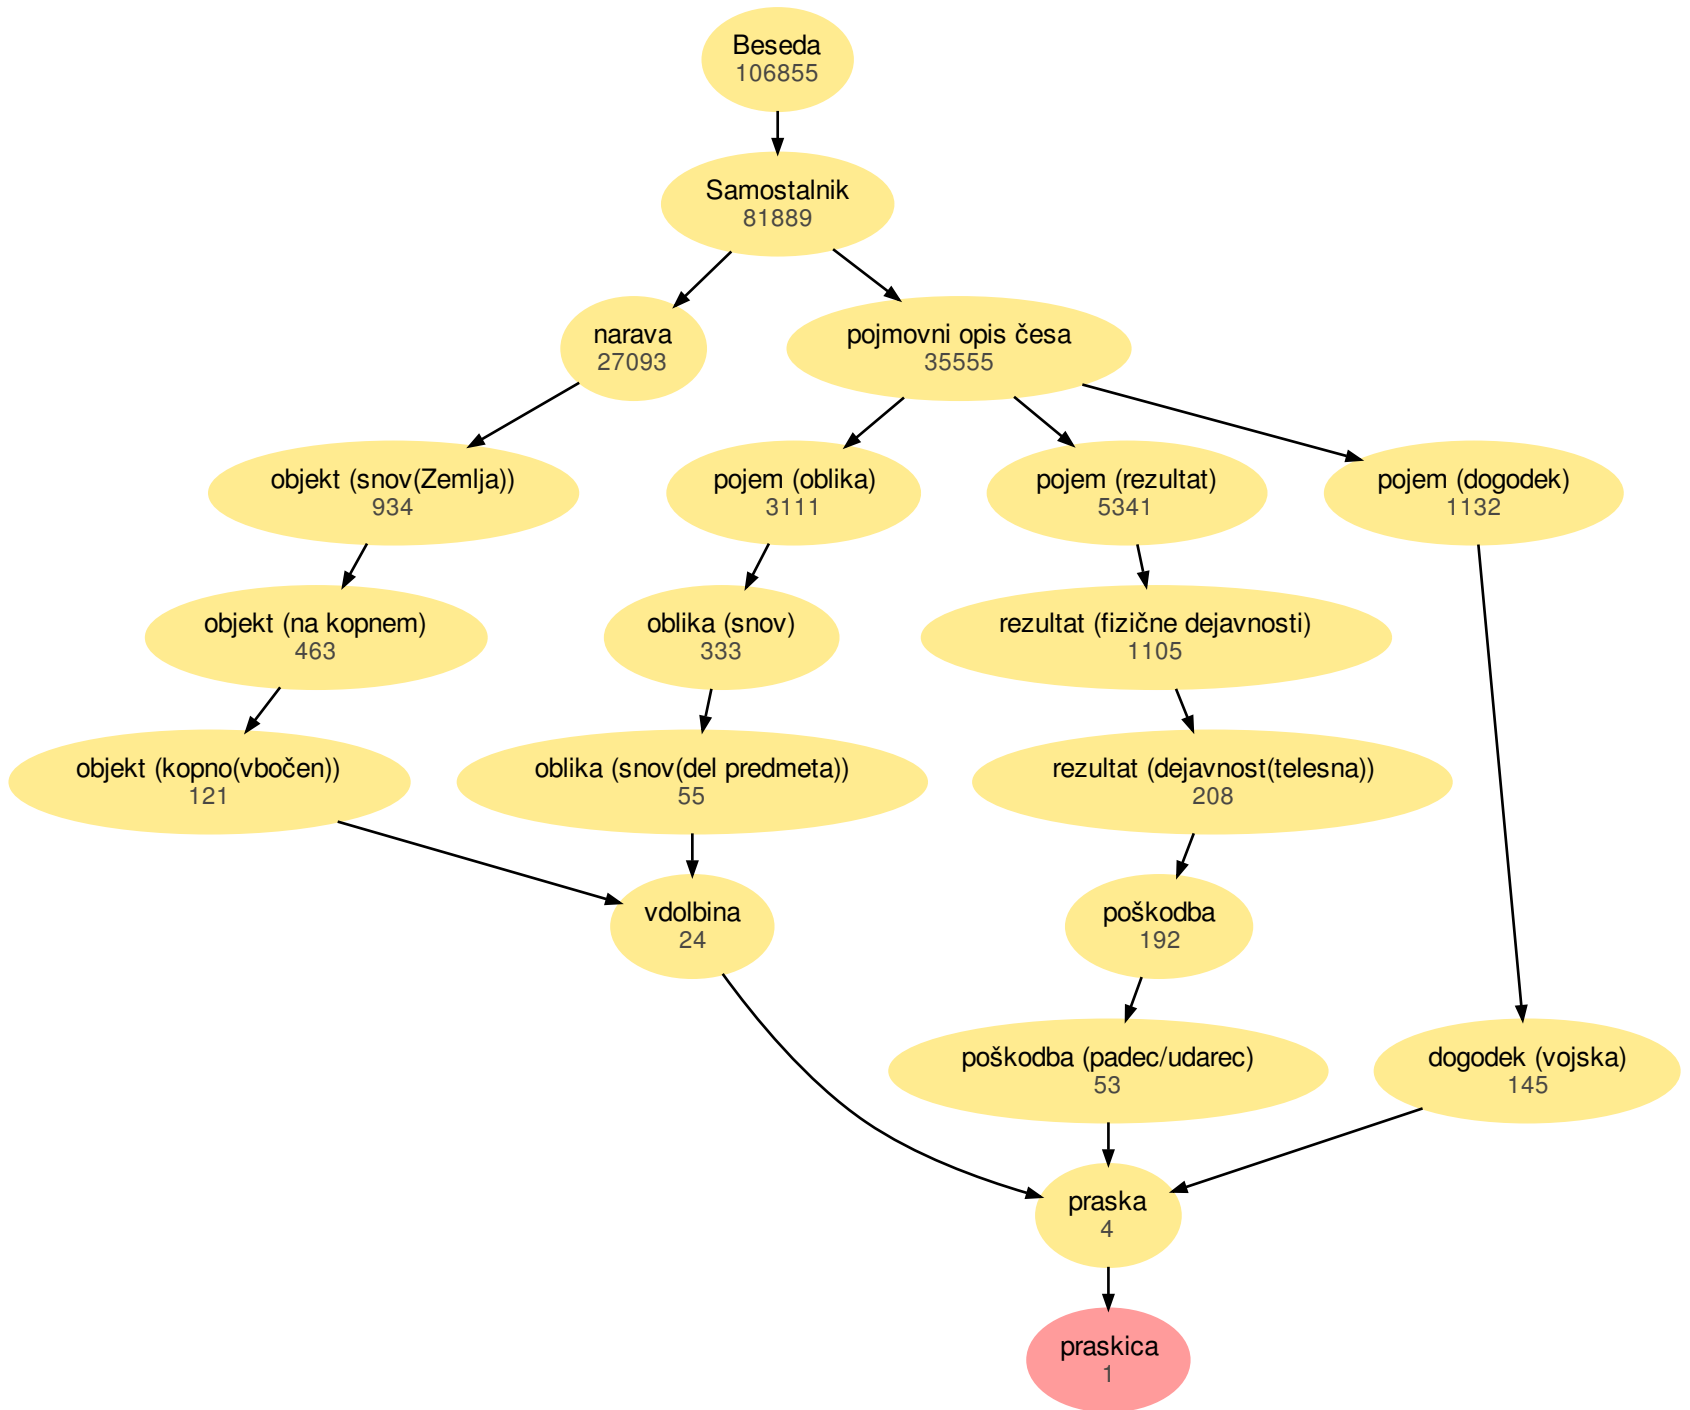 Beseda
106855
Samostalnik
81889
narava
27093
pojmovni opis česa
35555
objekt (snov(Zemlja))
934
pojem (oblika)
3111
pojem (rezultat)
5341
pojem (dogodek)
1132
objekt (na kopnem)
463
oblika (snov)
333
rezultat (fizične dejavnosti)
1105
objekt (kopno(vbočen))
121
oblika (snov(del predmeta))
55
rezultat (dejavnost(telesna))
208
vdolbina
24
poškodba
192
poškodba (padec/udarec)
53
dogodek (vojska)
145
praska
4
praskica
1